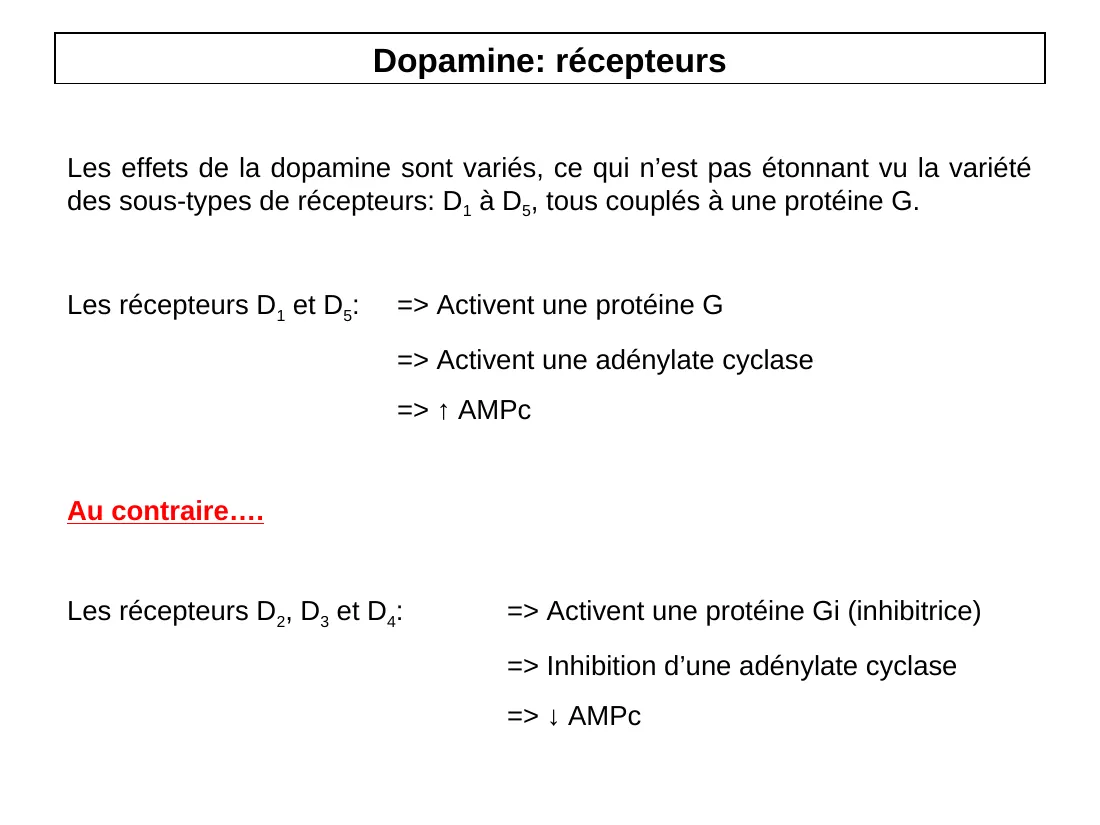 Dopamine: récepteurs
Les effets de la dopamine sont variés, ce qui n’est pas étonnant vu la variété
des sous-types de récepteurs: D1 à D5, tous couplés à une protéine G.
Les récepteurs D1 et D5: => Activent une protéine G
=> Activent une adénylate cyclase
=> ↑ AMPc
Au contraire….
Les récepteurs D2, D3 et D4: => Activent une protéine Gi (inhibitrice)
=> Inhibition d’une adénylate cyclase
=> ↓ AMPc